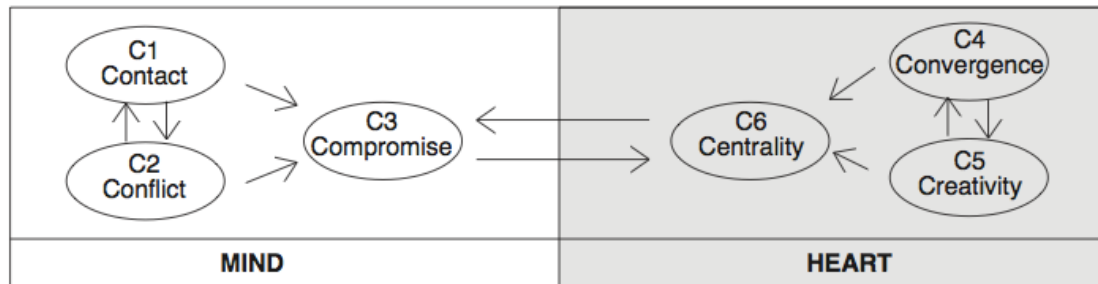 C1
Contact
C2
Conflict
C3
Compromise
C6
Centrality
C4
Convergence
C5
Creativity
MIND
HEART